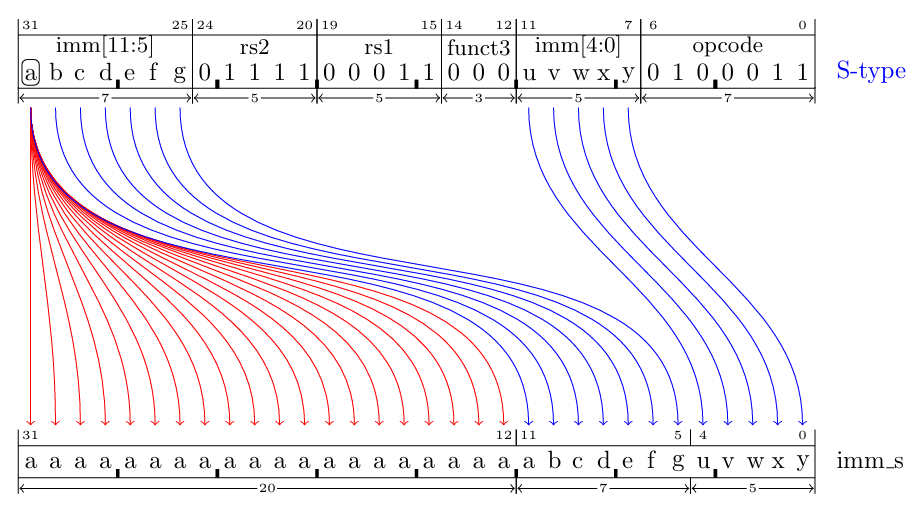 31 25 24 20 19 15 14 12 11 7 6 0
imm[11:5] rs2 rs1 funct3 imm[4:0] opcode
a b c d e f g 0 1 1 1 1 0 0 0 1 1 0 0 0 u v w x y 0 1 0 0 0 1 1 S-type
7 5 5 3 5 7
31 12 11 5 4 0
a a a a a a a a a a a a a a a a a a a a a b c d e f g u v w x y imm_s
20 7 5